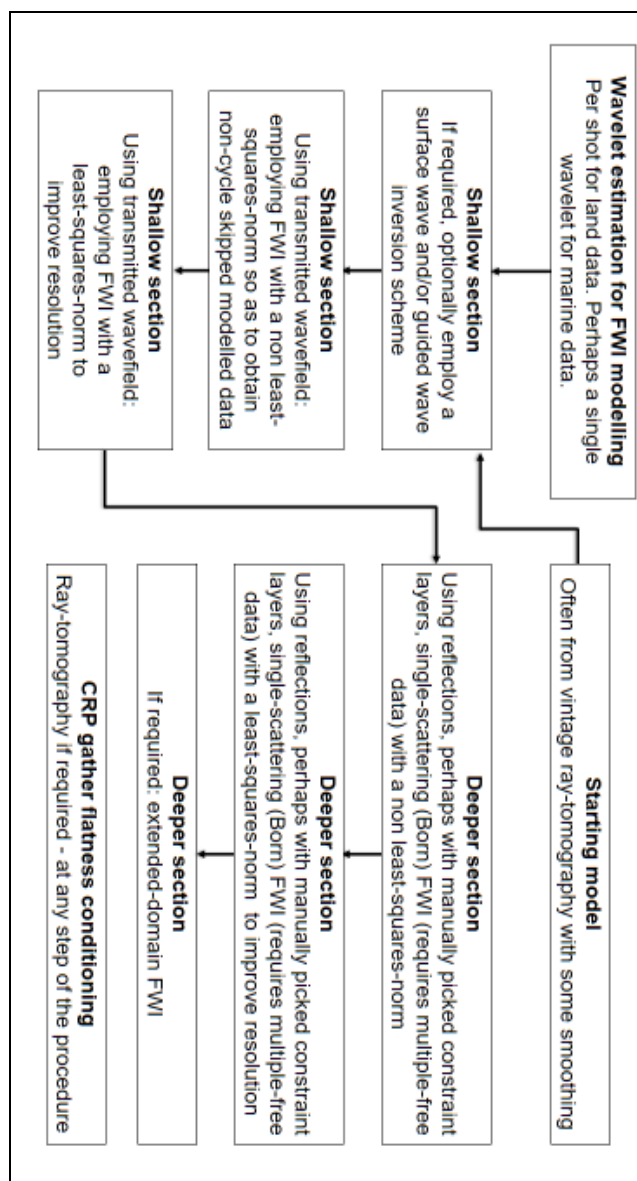 Wavelet estimation for FWI modelling
Per shot for land data. Perhaps a single
wavelet for marine data.
Starting model
Often from vintage ray-tomography with some smoothing
Shallow section
If required, optionally employ a
surface wave and/or guided wave
inversion scheme
Shallow section
Using transmitted wavefield:
employing FWI with a non least-
squares-norm so as to obtain
non-cycle skipped modelled data
Shallow section
Using transmitted wavefield:
employing FWI with a
least-squares-norm to
improve resolution
Deeper section
Using reflections, perhaps with manually picked constraint
layers, single-scattering (Born) FWI (requires multiple-free
data) with a non least-squares-norm
Deeper section
Using reflections, perhaps with manually picked constraint
layers, single-scattering (Born) FWI (requires multiple-free
data) with a least-squares-norm to improve resolution
Deeper section
If required: extended-domain FWI
CRP gather flatness conditioning
Ray-tomography if required - at any step of the procedure